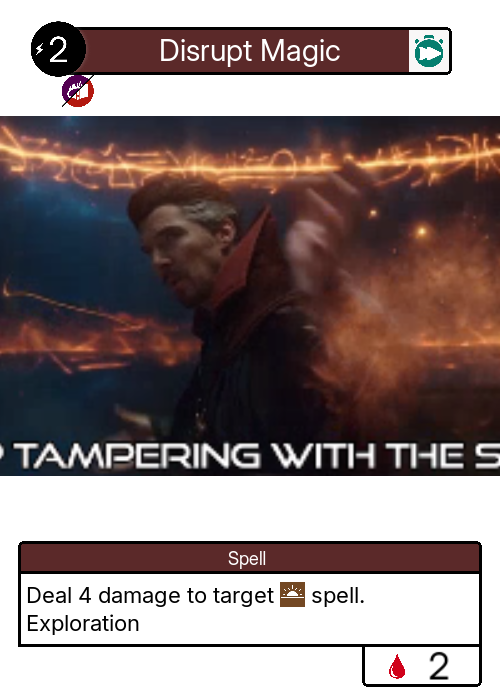 2
Disrupt Magic
TAMPERING WITH THE S
Spell
Deal 4 damage to target spell.
Exploration
2